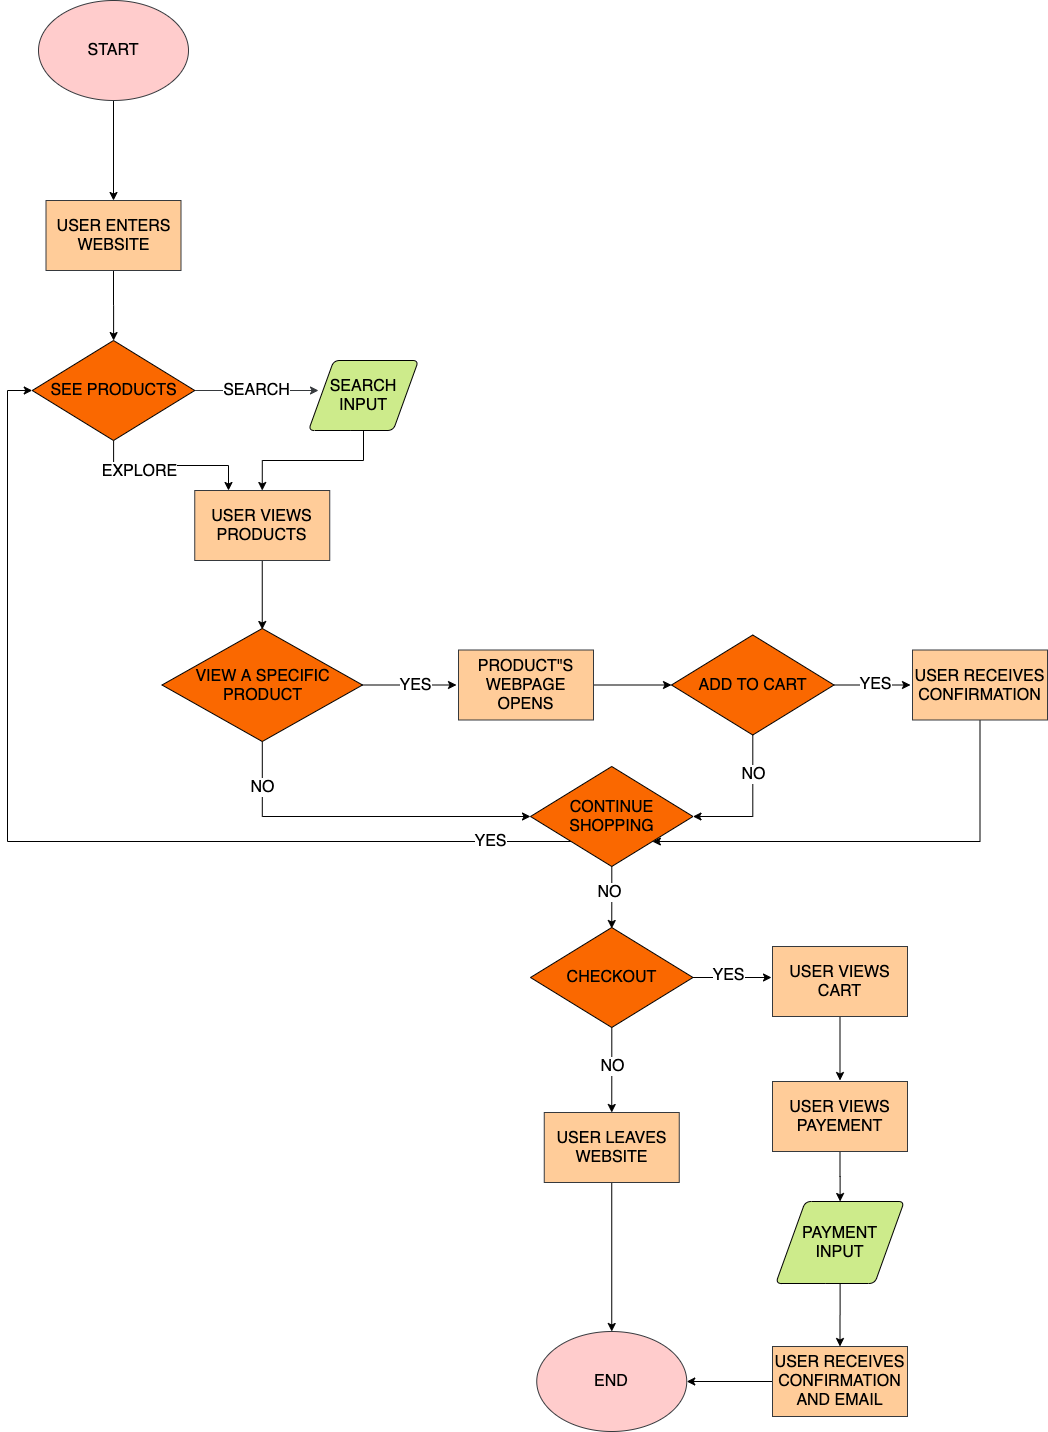 START
USER ENTERS
WEBSITE
SEE PRODUCTS
SEARCH
SEARCH
INPUT
EXPLORE
USER VIEWS
PRODUCTS
VIEW A SPECIFIC
PRODUCT
YES
PRODUCT"S
WEBPAGE
OPENS
ADD TO CART
YES
USER RECEIVES
CONFIRMATION
NO
NO
CONTINUE
SHOPPING
YES
NO
CHECKOUT
YES
USER VIEWS
CART
NO
USER VIEWS
PAYEMENT
USER LEAVES
WEBSITE
PAYMENT
INPUT
END
USER RECEIVES
CONFIRMATION
AND EMAIL